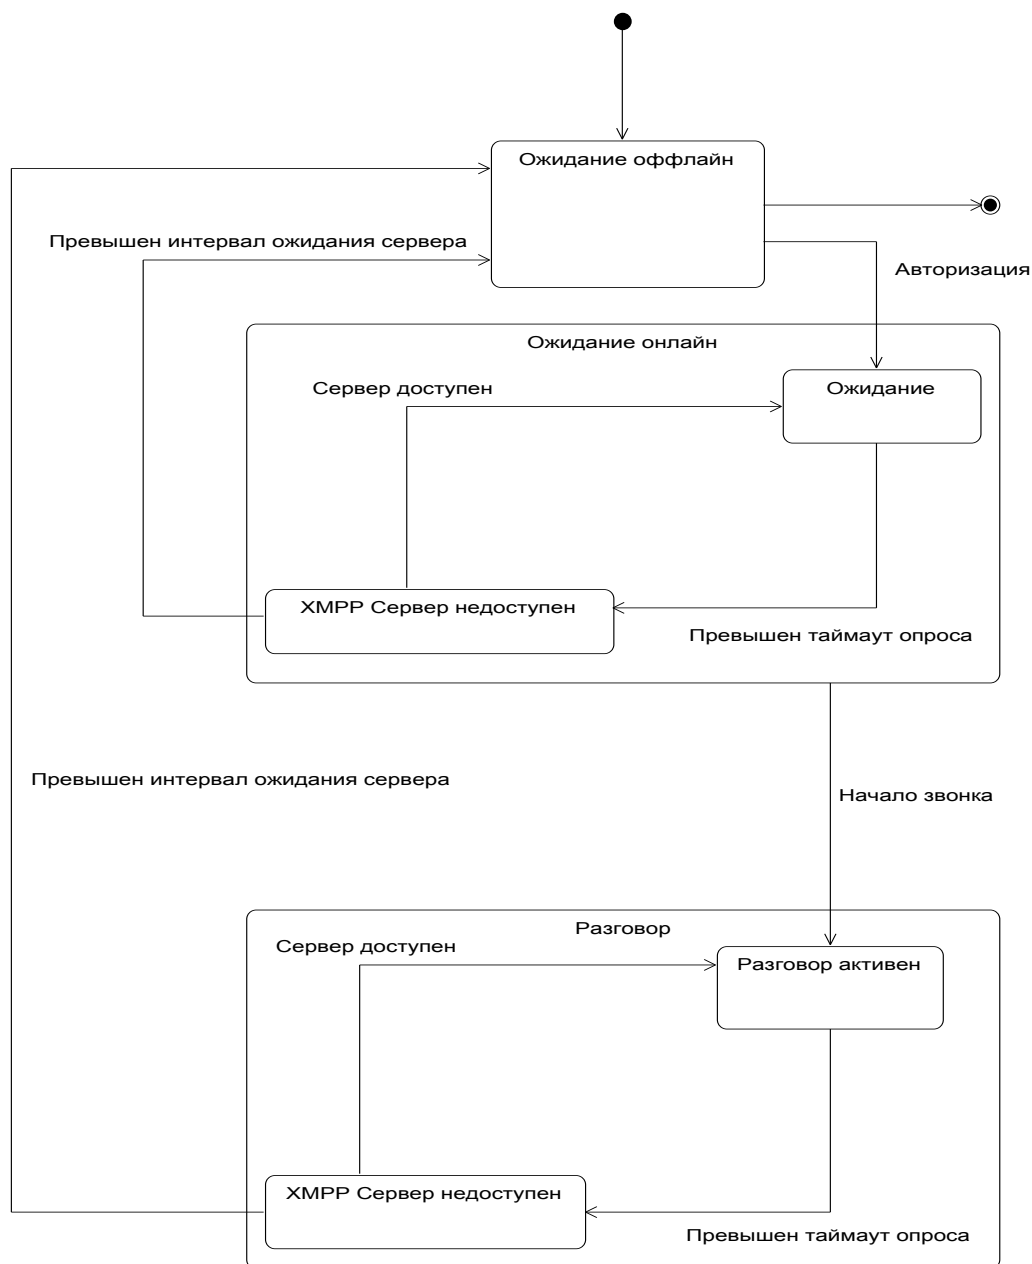 Ожидание оффлайн
Превышен интервал ожидания сервера
Авторизация
Ожидание онлайн
Сервер доступен
Ожидание
XMPP Сервер недоступен
Превышен таймаут опроса
Превышен интервал ожидания сервера
Начало звонка
Разговор
Сервер доступен
Разговор активен
XMPP Сервер недоступен
Превышен таймаут опроса